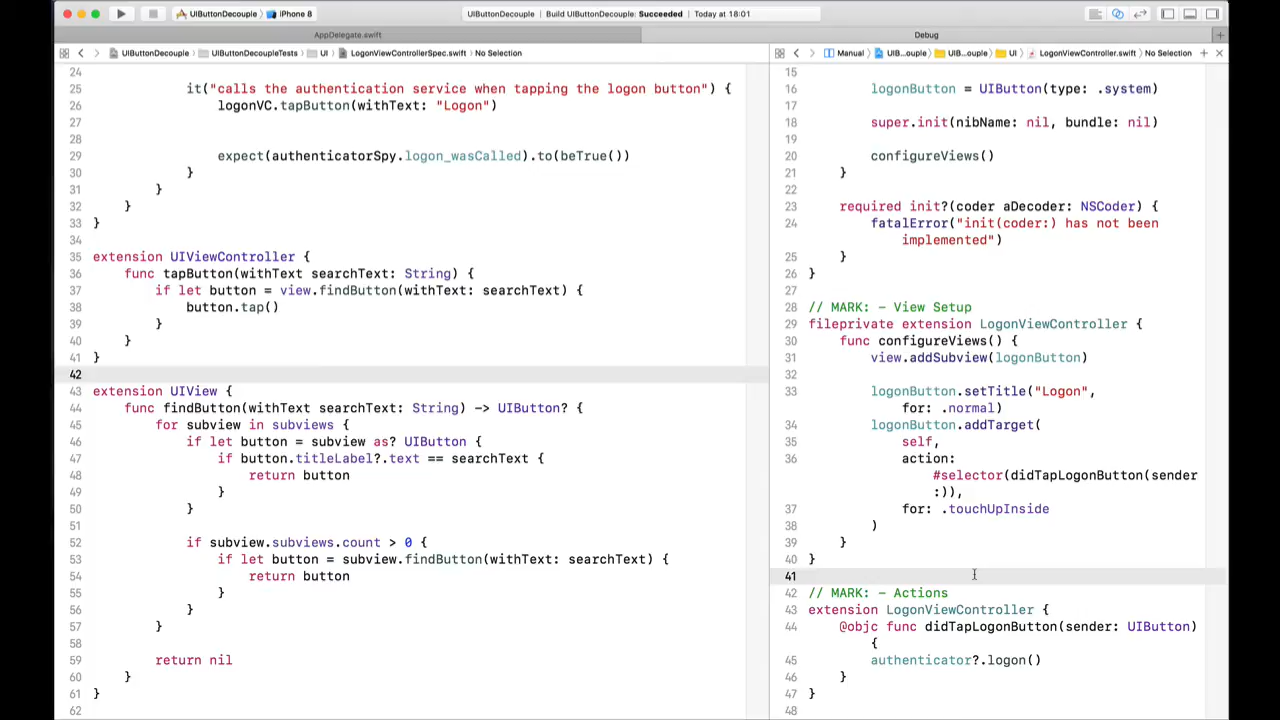 UIButtonDecouple
iPhone 8
UIButtonDecouple | Build UIButtonDecouple: Succeeded | Today at 18:01
AppDelegate.swift
Debug
UIButtonDecouple
UIButtonDecoupleTests
UI
LogonViewControllerSpec.swift
No Selection
24
25 it("calls the authentication service when tapping the logon button") {
26 logonVC.tapButton(withText: "Logon")
27
28
29 expect(authenticatorSpy.logon_wasCalled).to(beTrue())
30 }
31 }
32 }
33 }
34
35 extension UIViewController {
36 func tapButton(withText searchText: String) {
37 if let button = view.findButton(withText: searchText) {
38 button.tap()
39 }
40 }
41 }
42
43 extension UIView {
44 func findButton(withText searchText: String) -> UIButton? {
45 for subview in subviews {
46 if let button = subview as? UIButton {
47 if button.titleLabel?.text == searchText {
48 return button
49 }
50 }
51
52 if subview.subviews.count > 0 {
53 if let button = subview.findButton(withText: searchText) {
54 return button
55 }
56 }
57 }
58
59 return nil
60 }
61 }
62
Manual
UIB...ouple
UIB...ouple
UI
LogonViewController.swift
No Selection
15
16 logonButton = UIButton(type: .system)
17
18 super.init(nibName: nil, bundle: nil)
19
20 configureViews()
21 }
22
23 required init?(coder aDecoder: NSCoder) {
24 fatalError("init(coder:) has not been
implemented")
25 }
26 }
27
28 // MARK: - View Setup
29 fileprivate extension LogonViewController {
30 func configureViews() {
31 view.addSubview(logonButton)
32
33 logonButton.setTitle("Logon",
for: .normal)
34 logonButton.addTarget(
35 self,
36 action:
#selector(didTapLogonButton(sender
:)),
37 for: .touchUpInside
38 )
39 }
40 }
41
42 // MARK: - Actions
43 extension LogonViewController {
44 @objc func didTapLogonButton(sender: UIButton)
{
45 authenticator?.logon()
46 }
47 }
48